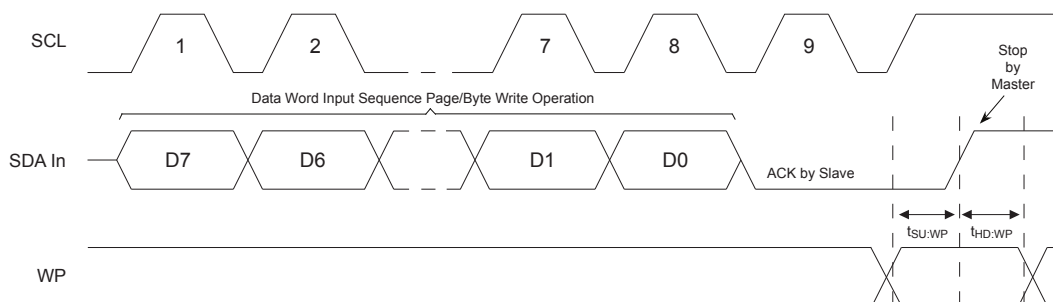 SCL
1 2 7 8 9
Stop
by
Master
Data Word Input Sequence Page/Byte Write Operation
SDA In
D7 D6 D1 D0
ACK by Slave
tSU:WP tHD:WP
WP